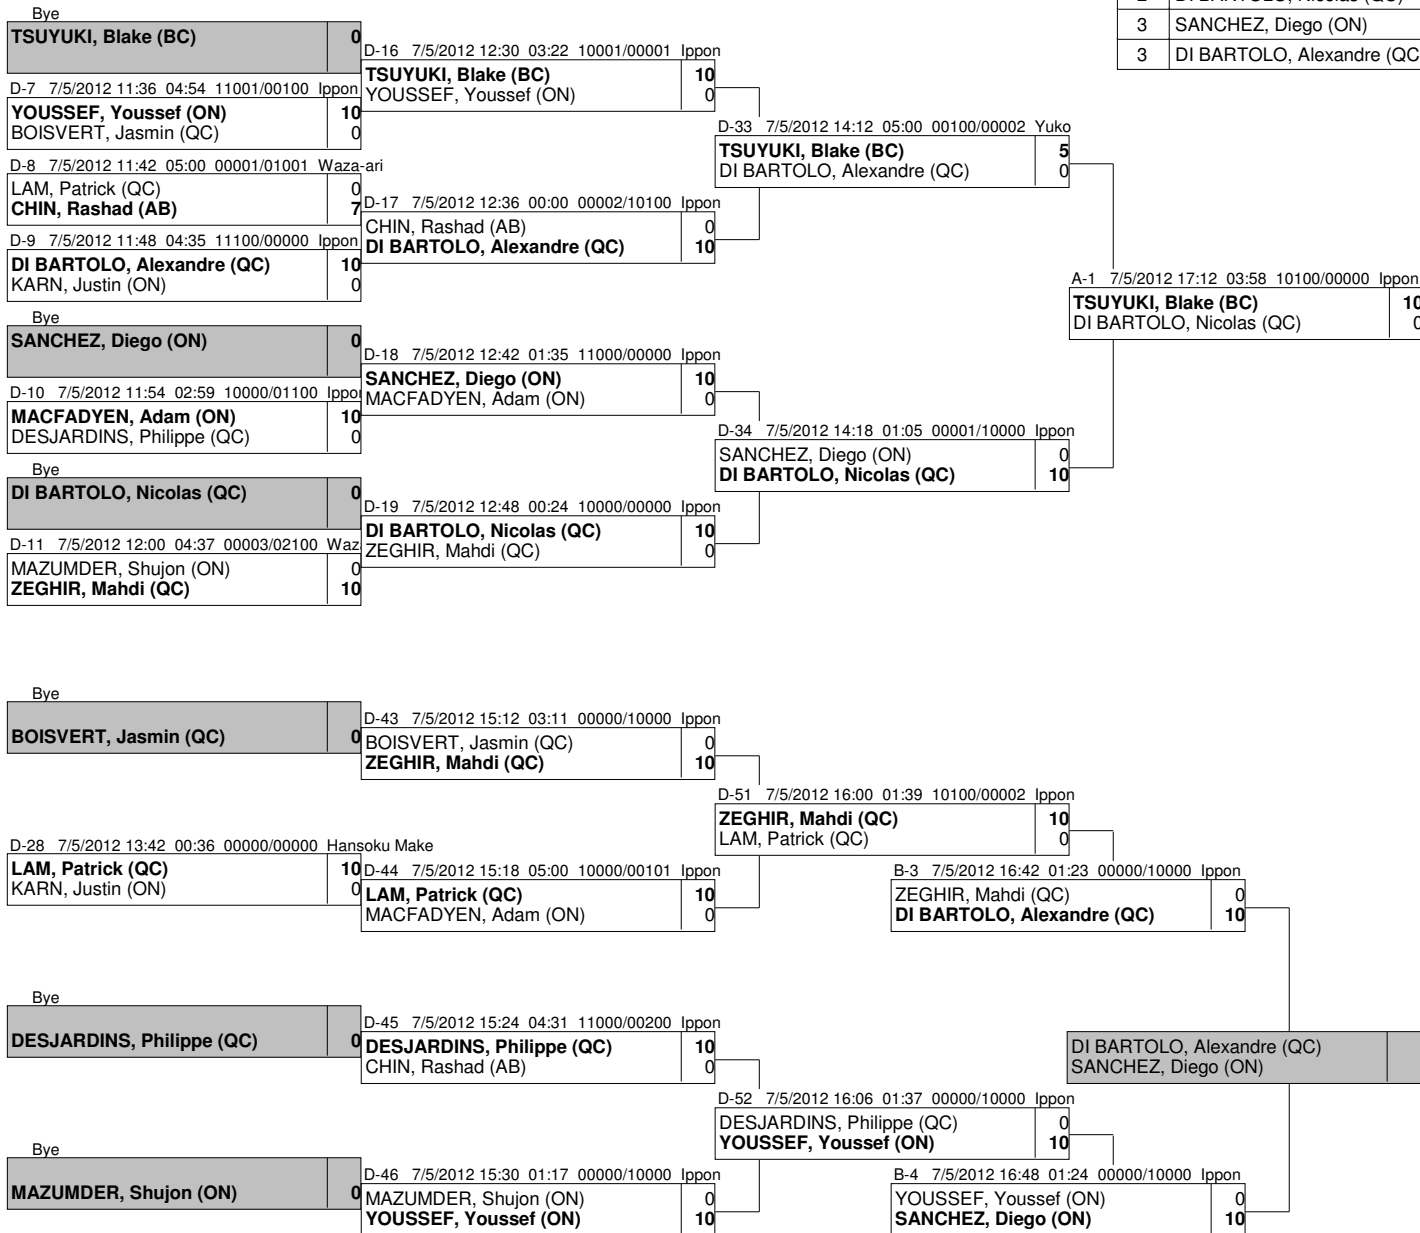 3 SANCHEZ, Diego (ON)
3 DI BARTOLO, Alexandre (QC
Bye
TSUYUKI, Blake (BC) 0
D-7 7/5/2012 11:36 04:54 11001/00100 Ippon
YOUSSEF, Youssef (ON) 10
BOISVERT, Jasmin (QC) 0
D-8 7/5/2012 11:42 05:00 00001/01001 Waza-ari
LAM, Patrick (QC) 0
CHIN, Rashad (AB) 7
D-9 7/5/2012 11:48 04:35 11100/00000 Ippon
DI BARTOLO, Alexandre (QC) 10
KARN, Justin (ON) 0
Bye
SANCHEZ, Diego (ON) 0
D-10 7/5/2012 11:54 02:59 10000/01100 Ippon
MACFADYEN, Adam (ON) 10
DESJARDINS, Philippe (QC) 0
Bye
DI BARTOLO, Nicolas (QC) 0
D-11 7/5/2012 12:00 04:37 00003/02100 Waz
MAZUMDER, Shujon (ON) 0
ZEGHIR, Mahdi (QC) 10
D-16 7/5/2012 12:30 03:22 10001/00001 Ippon
TSUYUKI, Blake (BC) 10
YOUSSEF, Youssef (ON) 0
D-17 7/5/2012 12:36 00:00 00002/10100 Ippon
CHIN, Rashad (AB) 0
DI BARTOLO, Alexandre (QC) 10
D-18 7/5/2012 12:42 01:35 11000/00000 Ippon
SANCHEZ, Diego (ON) 10
MACFADYEN, Adam (ON) 0
D-19 7/5/2012 12:48 00:24 10000/00000 Ippon
DI BARTOLO, Nicolas (QC) 10
ZEGHIR, Mahdi (QC) 0
D-33 7/5/2012 14:12 05:00 00100/00002 Yuko
TSUYUKI, Blake (BC) 5
DI BARTOLO, Alexandre (QC) 0
D-34 7/5/2012 14:18 01:05 00001/10000 Ippon
SANCHEZ, Diego (ON) 0
DI BARTOLO, Nicolas (QC) 10
A-1 7/5/2012 17:12 03:58 10100/00000 Ippon
TSUYUKI, Blake (BC) 10
DI BARTOLO, Nicolas (QC) 0
Bye
BOISVERT, Jasmin (QC) 0
D-28 7/5/2012 13:42 00:36 00000/00000 Hansoku Make
LAM, Patrick (QC) 10
KARN, Justin (ON) 0
Bye
DESJARDINS, Philippe (QC) 0
Bye
MAZUMDER, Shujon (ON) 0
D-43 7/5/2012 15:12 03:11 00000/10000 Ippon
BOISVERT, Jasmin (QC) 0
ZEGHIR, Mahdi (QC) 10
D-44 7/5/2012 15:18 05:00 10000/00101 Ippon
LAM, Patrick (QC) 10
MACFADYEN, Adam (ON) 0
D-45 7/5/2012 15:24 04:31 11000/00200 Ippon
DESJARDINS, Philippe (QC) 10
CHIN, Rashad (AB) 0
D-46 7/5/2012 15:30 01:17 00000/10000 Ippon
MAZUMDER, Shujon (ON) 0
YOUSSEF, Youssef (ON) 10
D-51 7/5/2012 16:00 01:39 10100/00002 Ippon
ZEGHIR, Mahdi (QC) 10
LAM, Patrick (QC) 0
D-52 7/5/2012 16:06 01:37 00000/10000 Ippon
DESJARDINS, Philippe (QC) 0
YOUSSEF, Youssef (ON) 10
B-3 7/5/2012 16:42 01:23 00000/10000 Ippon
ZEGHIR, Mahdi (QC) 0
DI BARTOLO, Alexandre (QC) 10
B-4 7/5/2012 16:48 01:24 00000/10000 Ippon
YOUSSEF, Youssef (ON) 0
SANCHEZ, Diego (ON) 10
DI BARTOLO, Alexandre (QC)
SANCHEZ, Diego (ON)